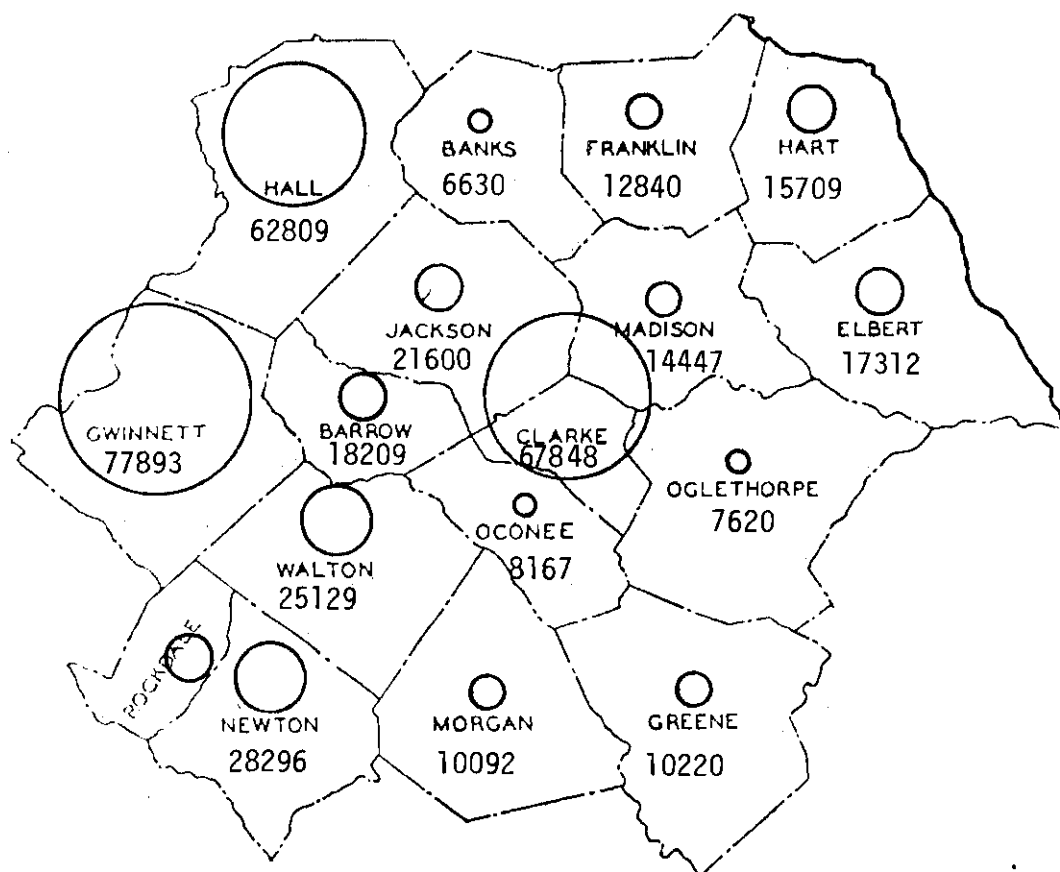 HALL
62809
BANKS
6630
FRANKLIN
12840
HART
15709
JACKSON
21600
MADISON
14447
ELBERT
17312
GWINNETT
77893
BARROW
18209
CLARKE
67848
OGLETHORPE
7620
WALTON
25129
OCONEE
8167
ROCKDALE
NEWTON
28296
MORGAN
10092
GREENE
10220